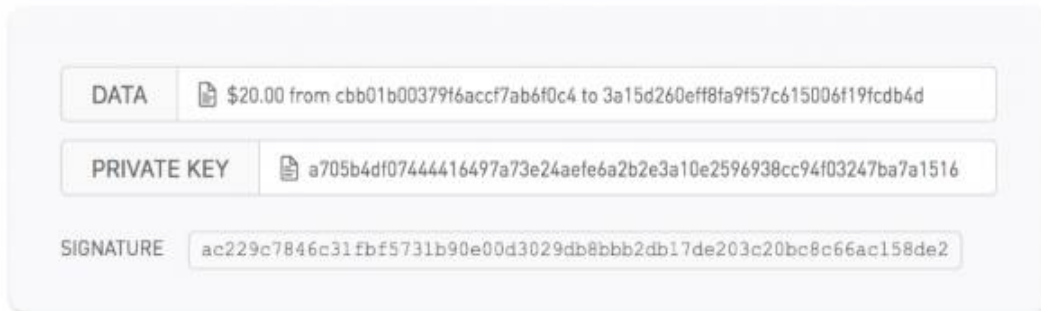 DATA $20.00 from cbb01b00379f6accf7ab6f0c4 to 3a15d260eff8fa9f57c615006f19fcdb4d
PRIVATE KEY a705b4df07444416497a73e24aefe6a2b2e3a10e2596938cc94f03247ba7a1516
SIGNATURE ac229c7846c31fbf5731b90e00d3029db8bbb2db17de203c20bc8c66ac158de2